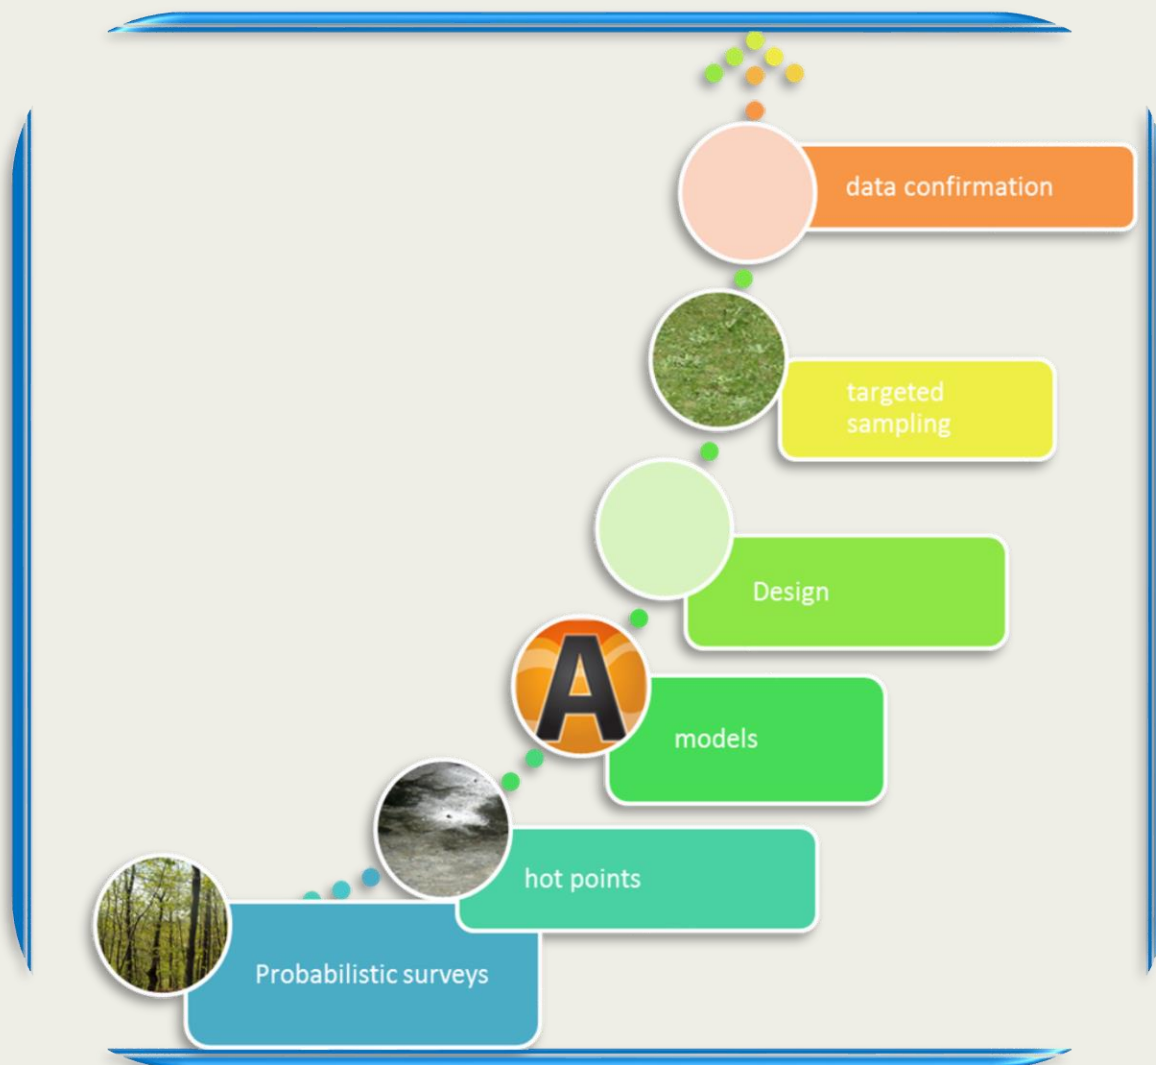 data confirmation
targeted
sampling
Design
A
models
hot points
Probabilistic surveys